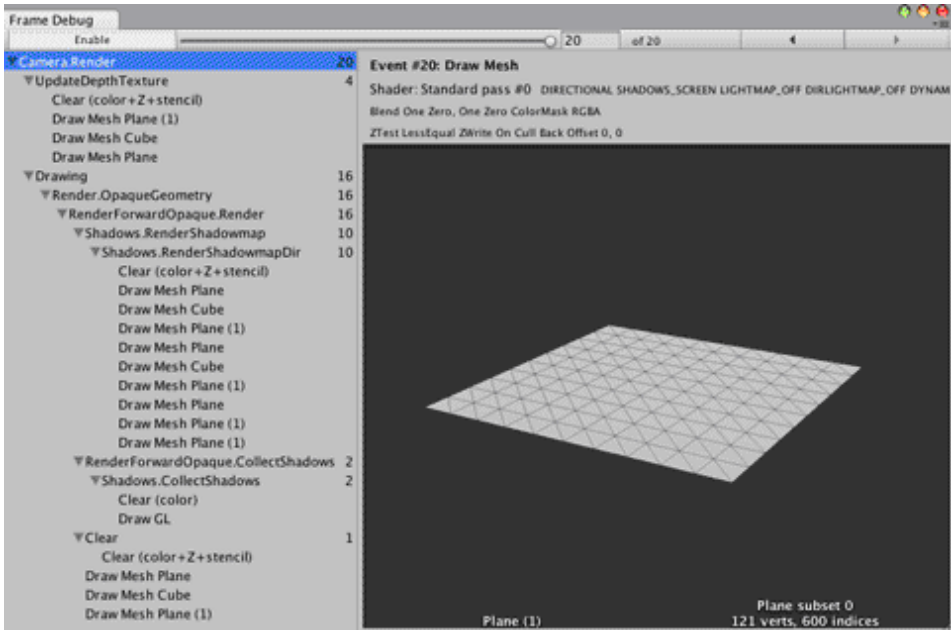 Frame Debug
Enable 20 of 20
Camera.Render 20
UpdateDepthTexture 4
Clear (color+Z+stencil)
Draw Mesh Plane (1)
Draw Mesh Cube
Draw Mesh Plane
Drawing 16
Render.OpaqueGeometry 16
RenderForwardOpaque.Render 16
Shadows.RenderShadowmap 10
Shadows.RenderShadowmapDir 10
Clear (color+Z+stencil)
Draw Mesh Plane
Draw Mesh Cube
Draw Mesh Plane (1)
Draw Mesh Plane
Draw Mesh Cube
Draw Mesh Plane (1)
Draw Mesh Plane
Draw Mesh Plane (1)
Draw Mesh Plane (1)
RenderForwardOpaque.CollectShadows 2
Shadows.CollectShadows 2
Clear (color)
Draw GL
Clear 1
Clear (color+Z+stencil)
Draw Mesh Plane
Draw Mesh Cube
Draw Mesh Plane (1)
Event #20: Draw Mesh
Shader: Standard pass #0 DIRECTIONAL SHADOWS_SCREEN LIGHTMAP_OFF DIRLIGHTMAP_OFF DYNAM
Blend One Zero, One Zero ColorMask RGBA
ZTest LessEqual ZWrite On Cull Back Offset 0, 0
Plane (1)
Plane subset 0
121 verts, 600 indices